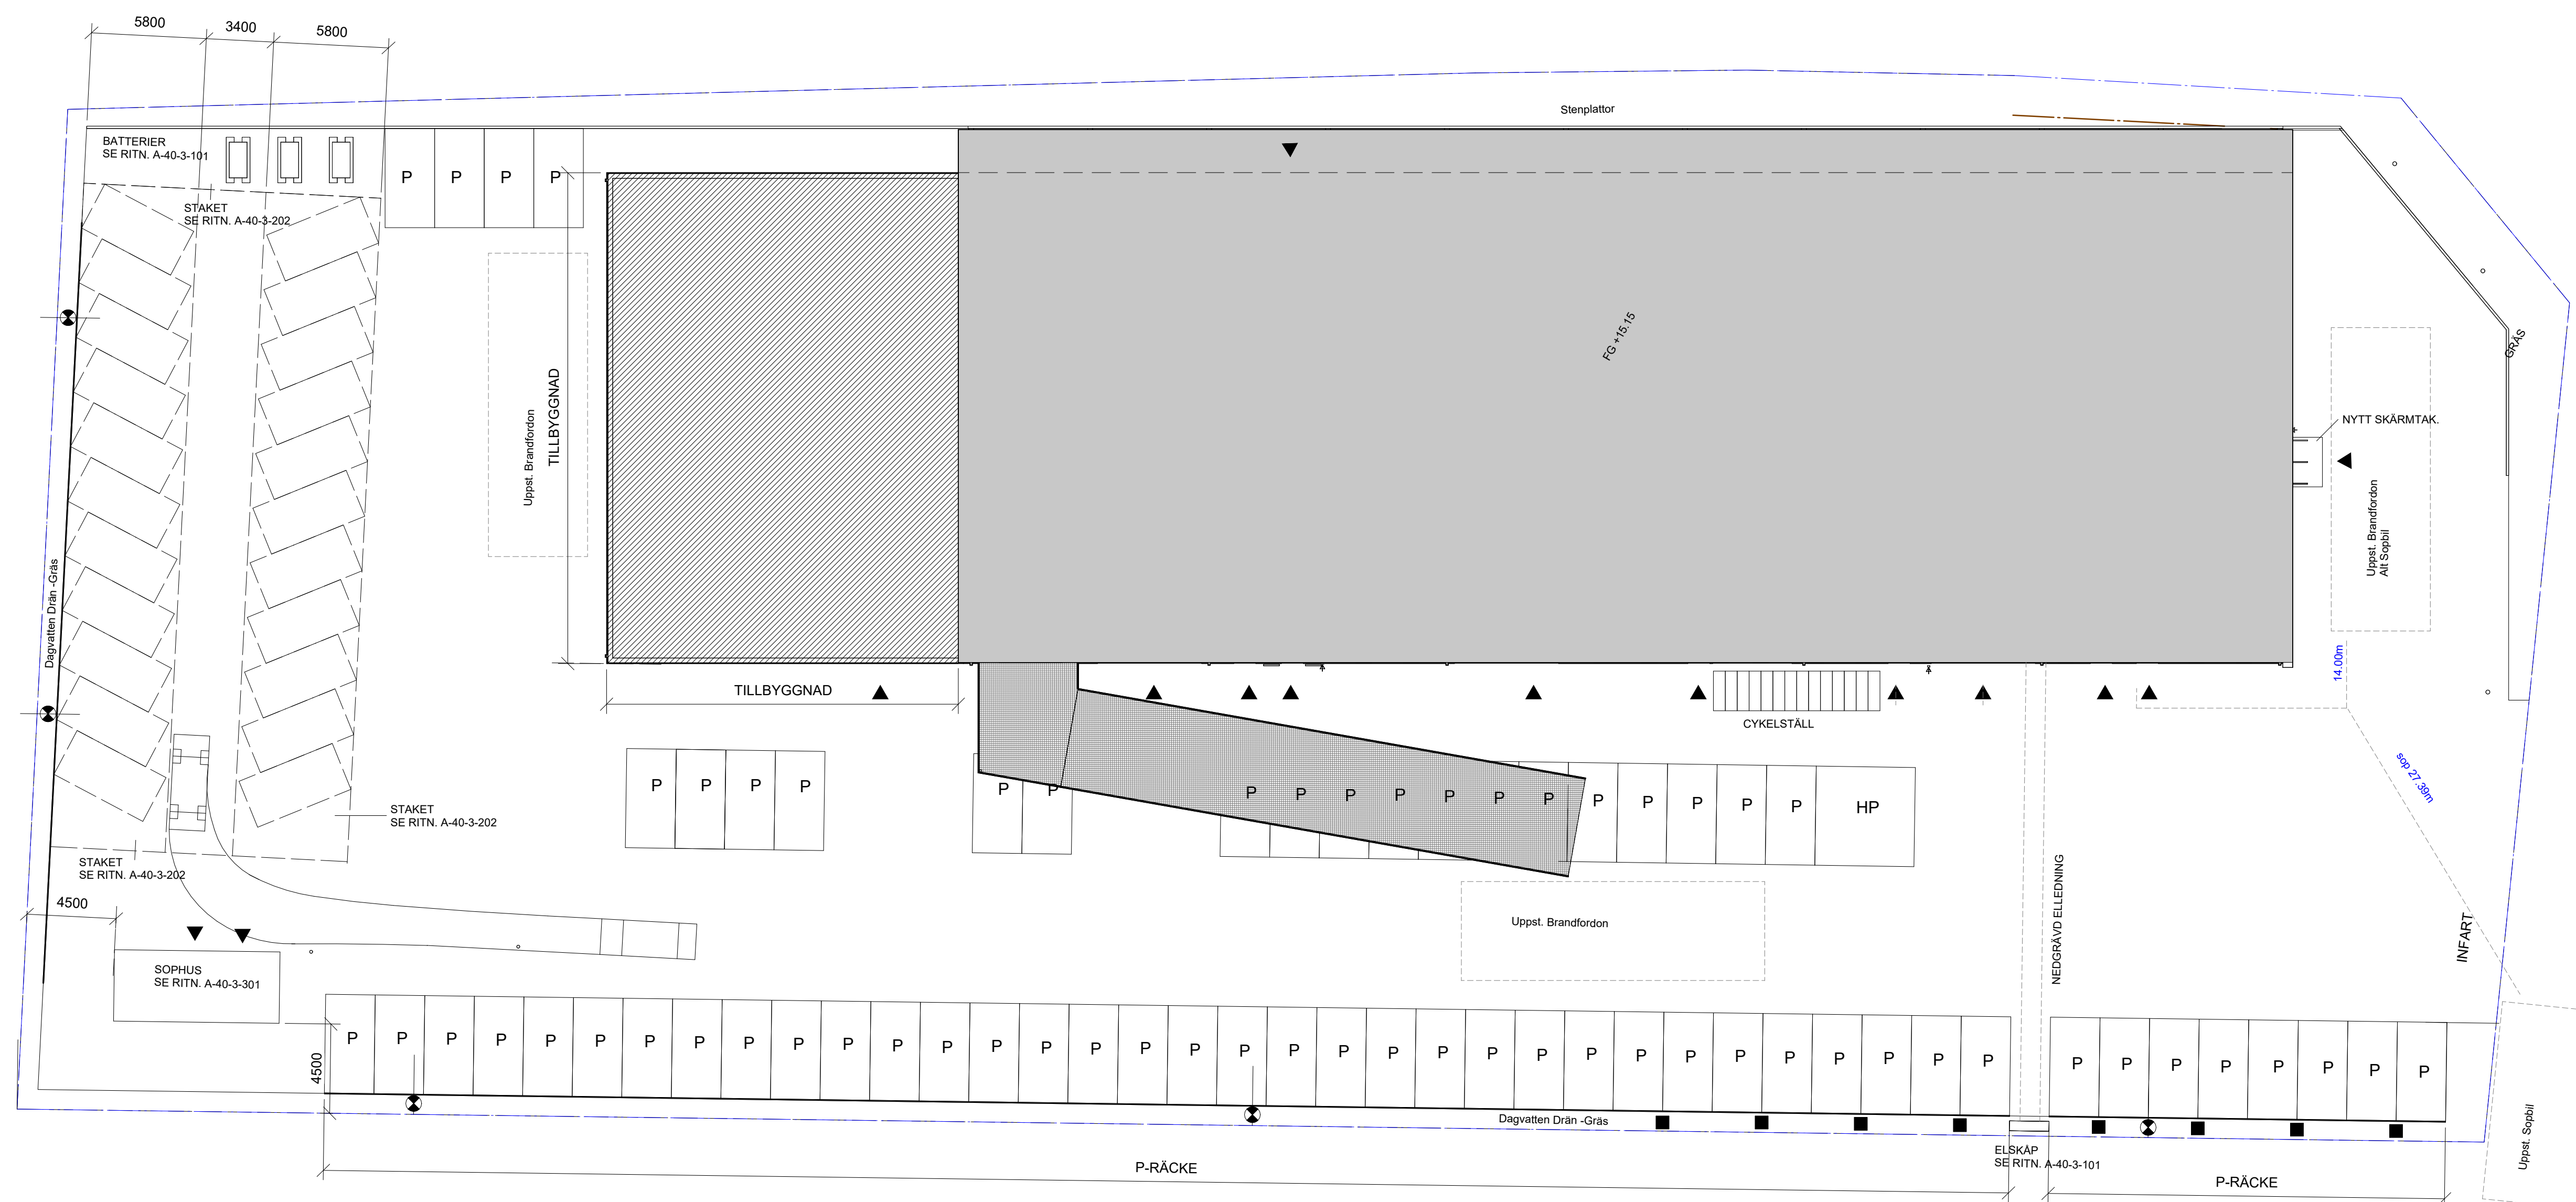 5800
3400
5800
Stenplattor
BATTERIER
SE RITN. A-40-3-101
P P P P
STAKET
SE RITN. A-40-3-202
FG +15.15
GRÄS
Uppst. Brandfordon
TILLBYGGNAD
NYTT SKÄRMTAK.
Uppst. Brandfordon
Alt Sopbil
Dagvatten Drän -Gräs
14.00m
TILLBYGGNAD
CYKELSTÄLL
sop 27.39m
P P P P
P P
P P P P P P P P P P P P HP
STAKET
SE RITN. A-40-3-202
STAKET
SE RITN. A-40-3-202
4500
Uppst. Brandfordon
NEDGRÄVD ELLEDNING
INFART
SOPHUS
SE RITN. A-40-3-301
4500
P P P P P P P P P P P P P P P P P P P P P P P P P P P P P P P P P P
P P P P P P P P
Dagvatten Drän -Gräs
Uppst. Sopbil
ELSKÅP
SE RITN. A-40-3-101
P-RÄCKE
P-RÄCKE